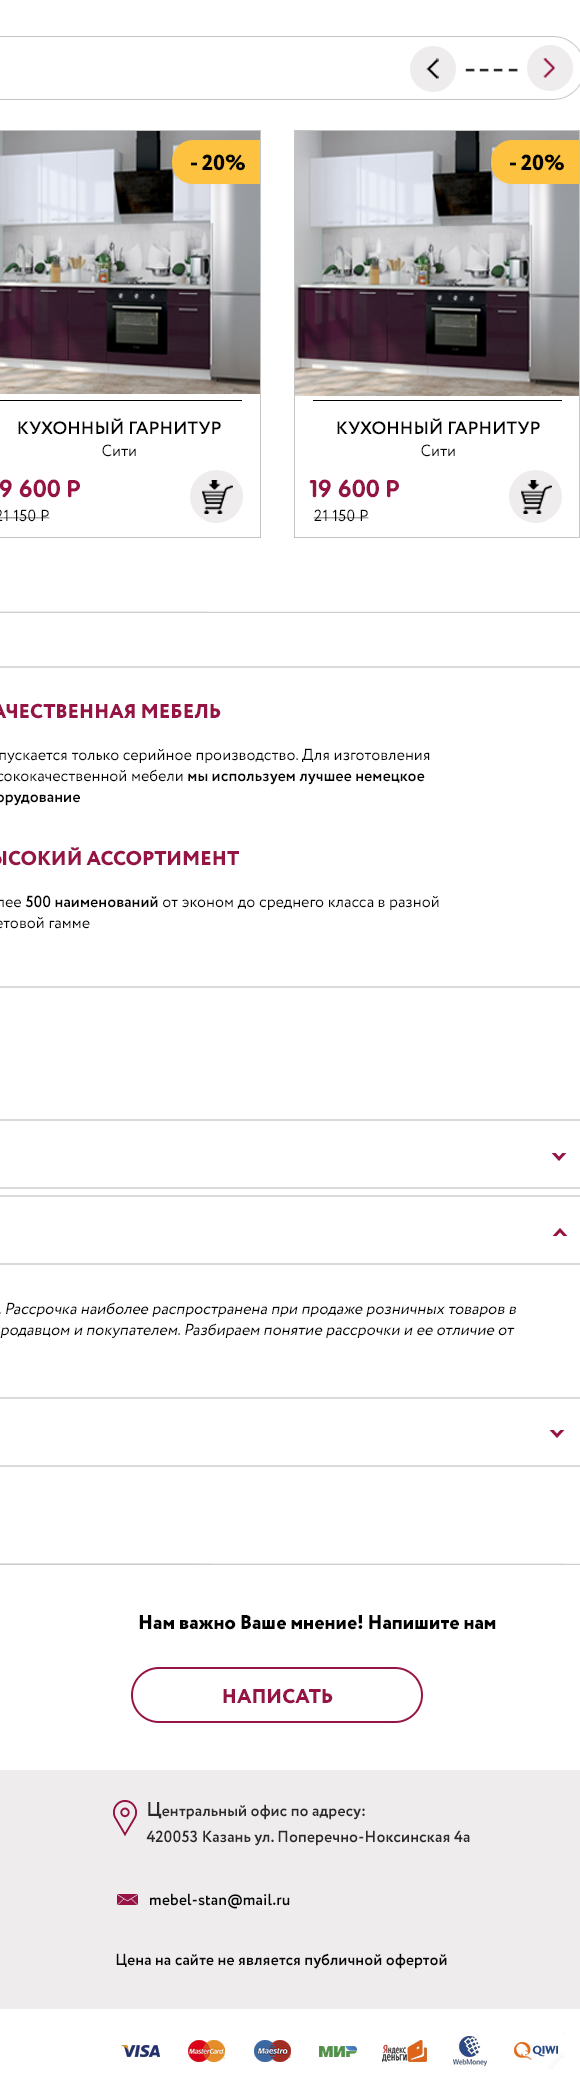 - 20%
- 20%
КУХОННЫЙ ГАРНИТУР
Сити
9 600 Р
21 150 Р
КУХОННЫЙ ГАРНИТУР
Сити
19 600 Р
21 150 Р
АЧЕСТВЕННАЯ МЕБЕЛЬ
пускается только серийное производство. Для изготовления
сококачественной мебели мы используем лучшее немецкое
орудование
ЫСОКИЙ АССОРТИМЕНТ
лее 500 наименований от эконом до среднего класса в разной
етовой гамме
. Рассрочка наиболее распространена при продаже розничных товаров в
родавцом и покупателем. Разбираем понятие рассрочки и ее отличие от
Нам важно Ваше мнение! Напишите нам
НАПИСАТЬ
Центральный офис по адресу:
420053 Казань ул. Поперечно-Ноксинская 4а
mebel-stan@mail.ru
Цена на сайте не является публичной офертой
VISA MasterCard Maestro МИР Яндекс деньги WebMoney QIWI